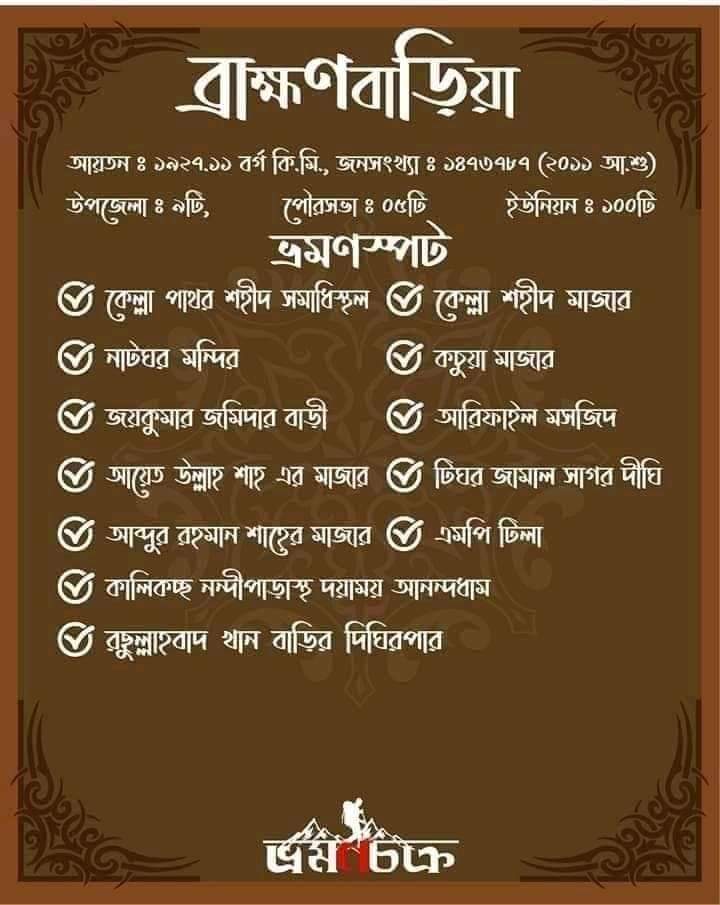 ব্রাহ্মণবাড়িয়া
আয়তন ঃ ১৯২৭.১১ বর্গ কি.মি., জনসংখ্যা ঃ ১৪৭৩৭৮৭ (২০১১ আ.শু)
উপজেলা ঃ ৯টি, পৌরসভা ঃ ০৫টি ইউনিয়ন ঃ ১০০টি
ভ্রমণস্পট
কেল্লা পাথর শহীদ সমাধিস্থল কেল্লা শহীদ মাজার
নাটঘর মন্দির কচুয়া মাজার
জয়কুমার জমিদার বাড়ী আরিফাইল মসজিদ
আয়েত উল্লাহ শাহ এর মাজার টিঘর জামাল সাগর দীঘি
আব্দুর রহমান শাহের মাজার এমপি টিলা
কালিকচ্ছ নন্দীপাড়াস্থ দয়াময় আনন্দধাম
রছুল্লাহবাদ খান বাড়ির দিঘিরপার
ভ্রমণচক্র